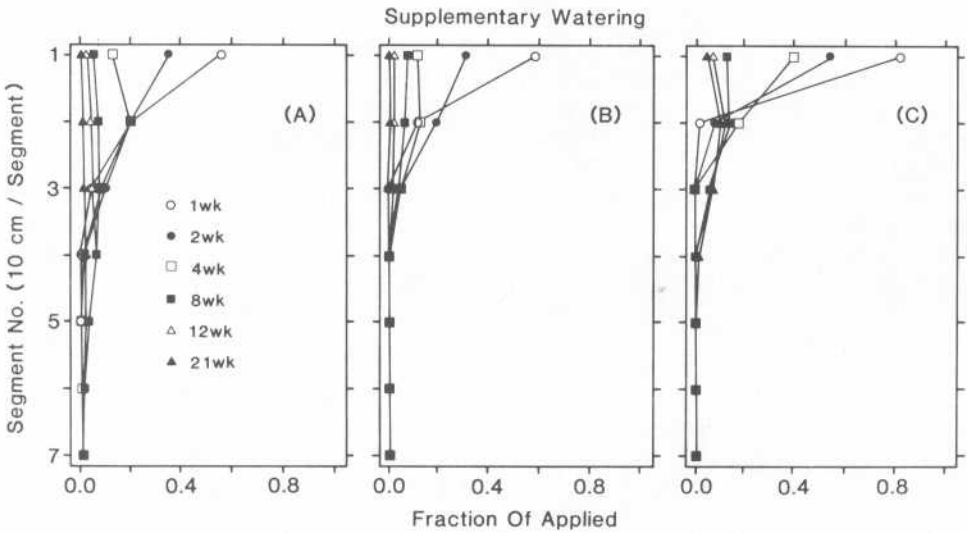 Supplementary Watering
Segment No. (10 cm / Segment)
1
3
5
7
(A)
(B)
(C)
1wk
2wk
4wk
8wk
12wk
21wk
0.0 0.4 0.8
0.0 0.4 0.8
0.0 0.4 0.8
Fraction Of Applied